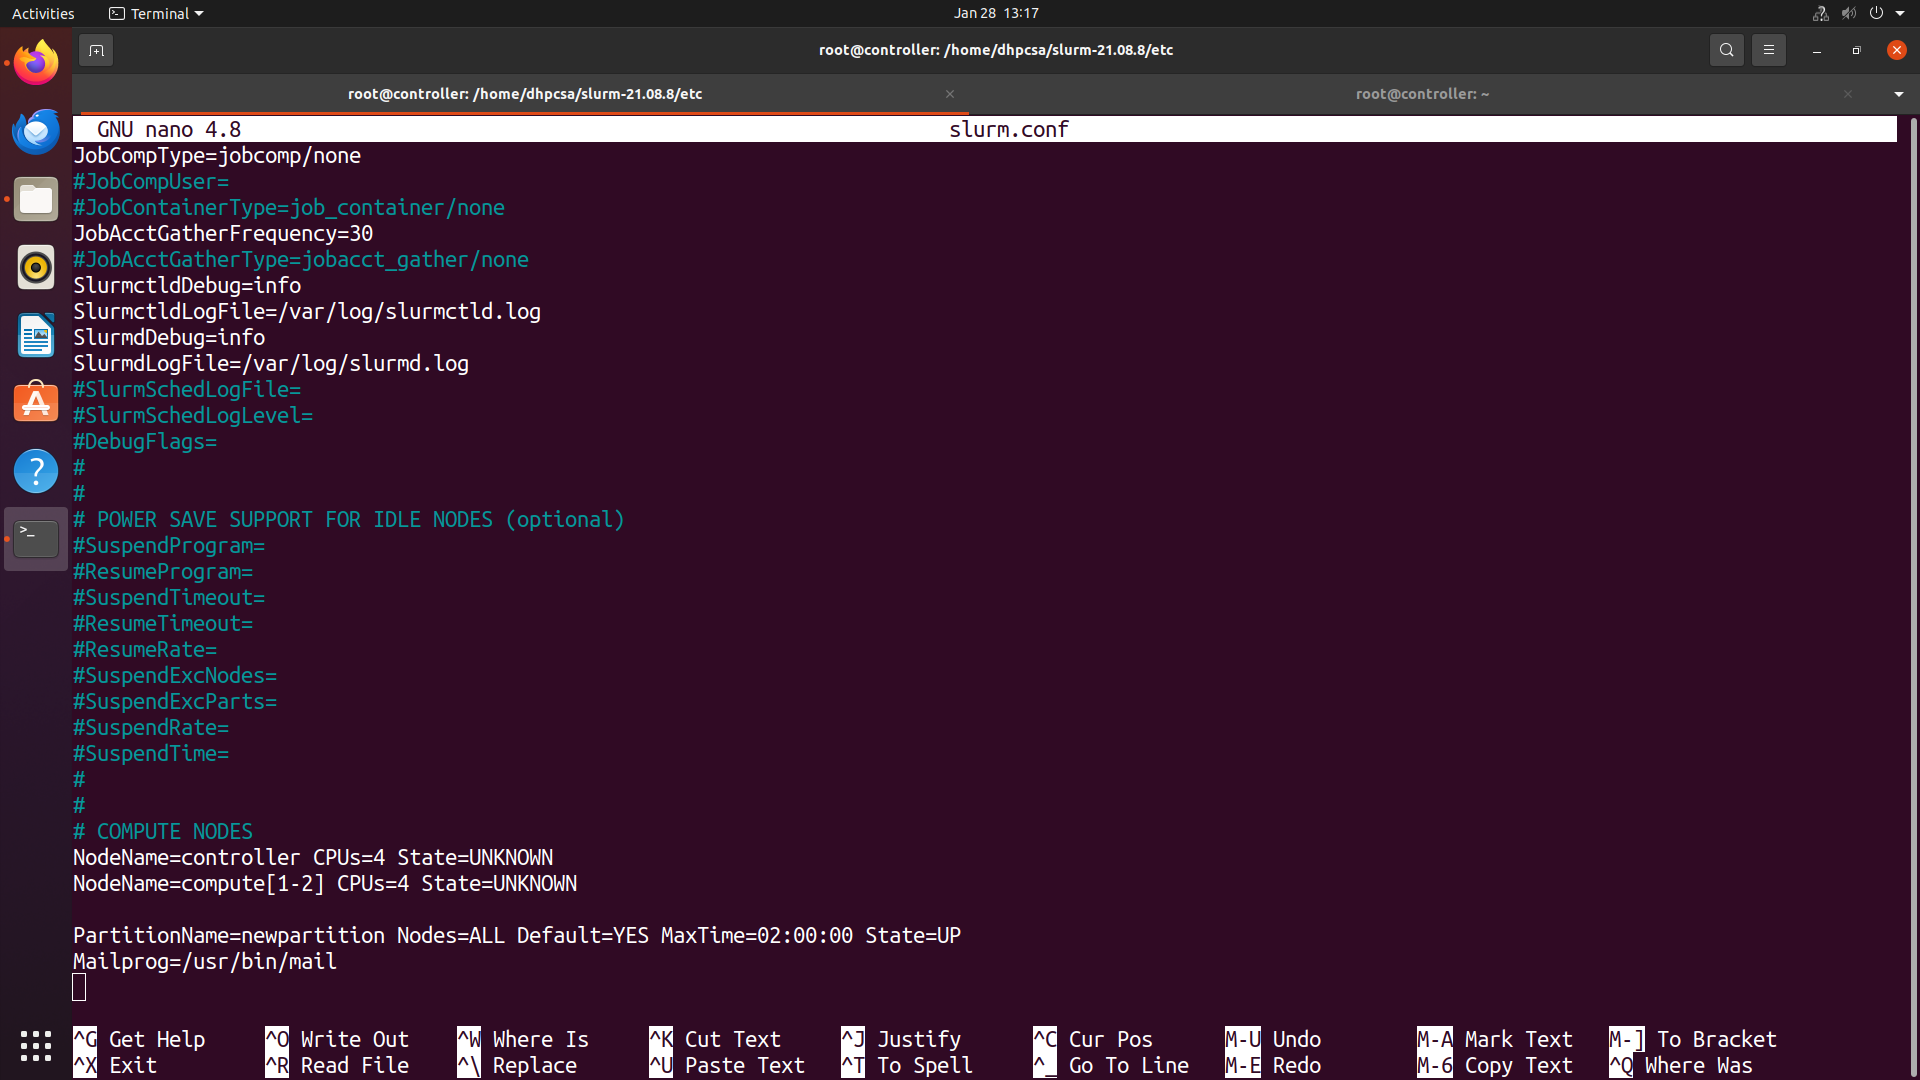 Activities Terminal Jan 28 13:17
root@controller: /home/dhpcsa/slurm-21.08.8/etc
root@controller: /home/dhpcsa/slurm-21.08.8/etc root@controller: ~
GNU nano 4.8 slurm.conf
JobCompType=jobcomp/none
#JobCompUser=
#JobContainerType=job_container/none
JobAcctGatherFrequency=30
#JobAcctGatherType=jobacct_gather/none
SlurmctldDebug=info
SlurmctldLogFile=/var/log/slurmctld.log
SlurmdDebug=info
SlurmdLogFile=/var/log/slurmd.log
#SlurmSchedLogFile=
#SlurmSchedLogLevel=
#DebugFlags=
#
#
# POWER SAVE SUPPORT FOR IDLE NODES (optional)
#SuspendProgram=
#ResumeProgram=
#SuspendTimeout=
#ResumeTimeout=
#ResumeRate=
#SuspendExcNodes=
#SuspendExcParts=
#SuspendRate=
#SuspendTime=
#
#
# COMPUTE NODES
NodeName=controller CPUs=4 State=UNKNOWN
NodeName=compute[1-2] CPUs=4 State=UNKNOWN
PartitionName=newpartition Nodes=ALL Default=YES MaxTime=02:00:00 State=UP
Mailprog=/usr/bin/mail
^G Get Help ^O Write Out ^W Where Is ^K Cut Text ^J Justify ^C Cur Pos M-U Undo M-A Mark Text M-] To Bracket
^X Exit ^R Read File ^\ Replace ^U Paste Text ^T To Spell ^_ Go To Line M-E Redo M-6 Copy Text ^Q Where Was